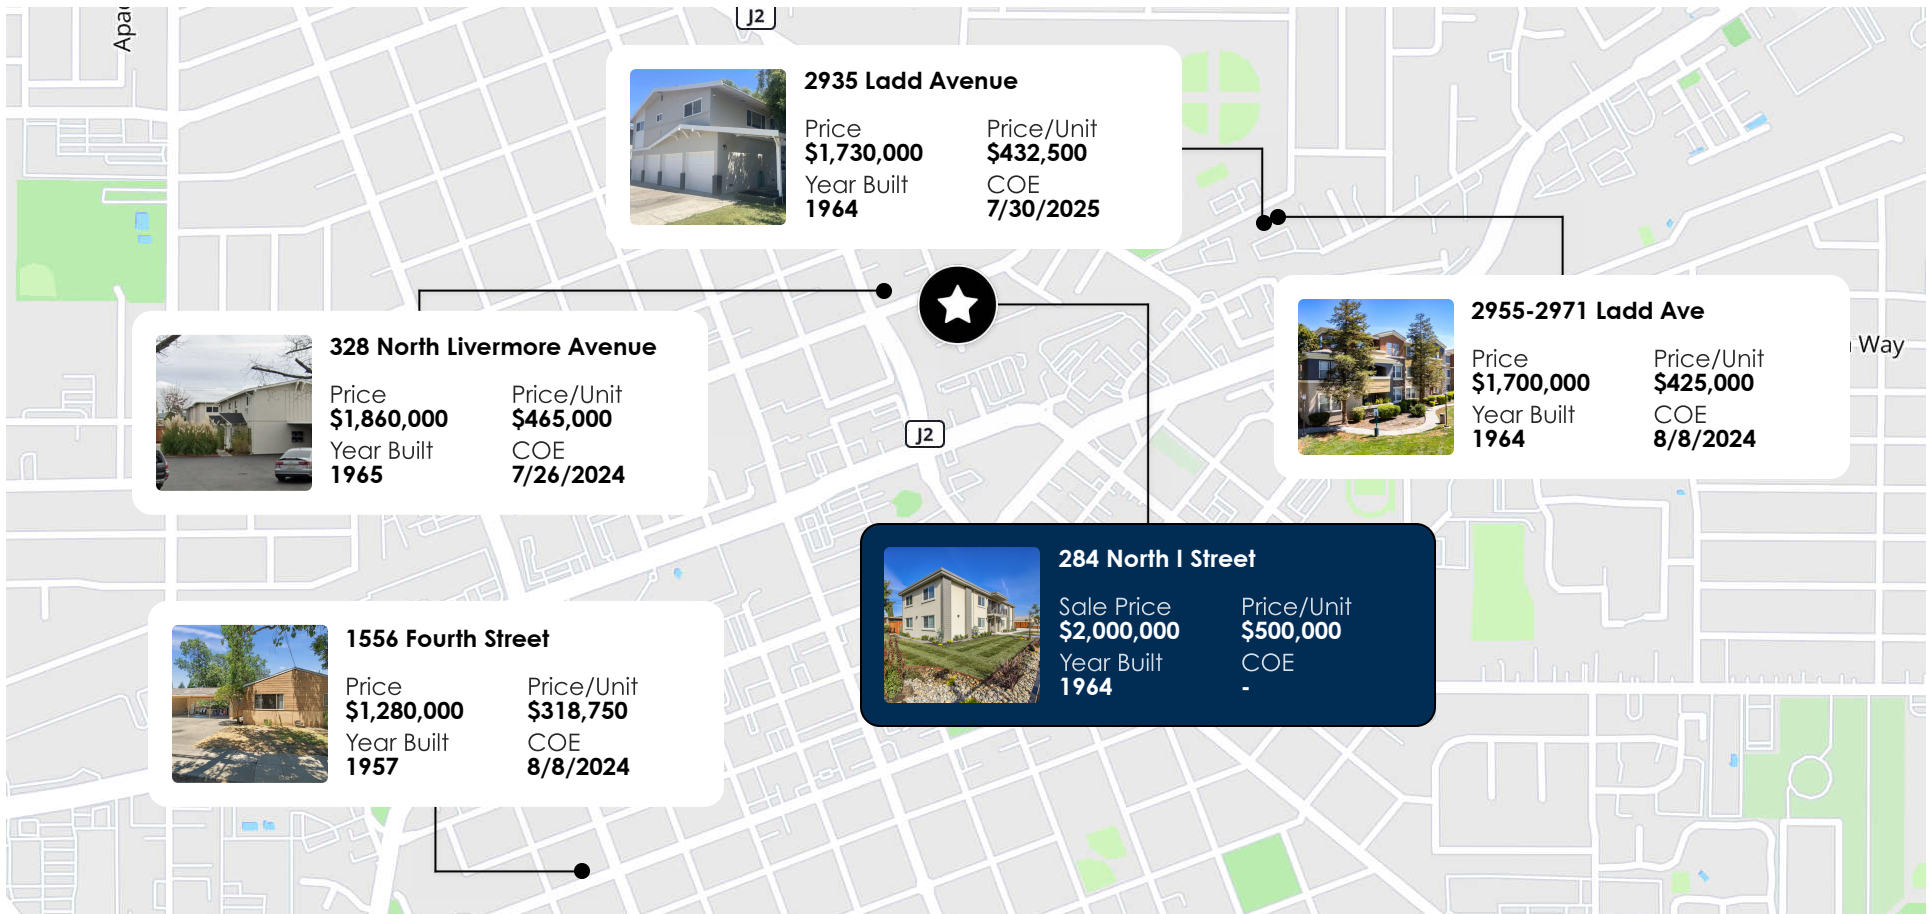 J2
Apac
2935 Ladd Avenue
Price Price/Unit
$1,730,000 $432,500
Year Built COE
1964 7/30/2025
328 North Livermore Avenue
Price Price/Unit
$1,860,000 $465,000
Year Built COE
1965 7/26/2024
2955-2971 Ladd Ave
Price Price/Unit
$1,700,000 $425,000
Year Built COE
1964 8/8/2024
Way
J2
284 North I Street
Sale Price Price/Unit
$2,000,000 $500,000
Year Built COE
1964 -
1556 Fourth Street
Price Price/Unit
$1,280,000 $318,750
Year Built COE
1957 8/8/2024